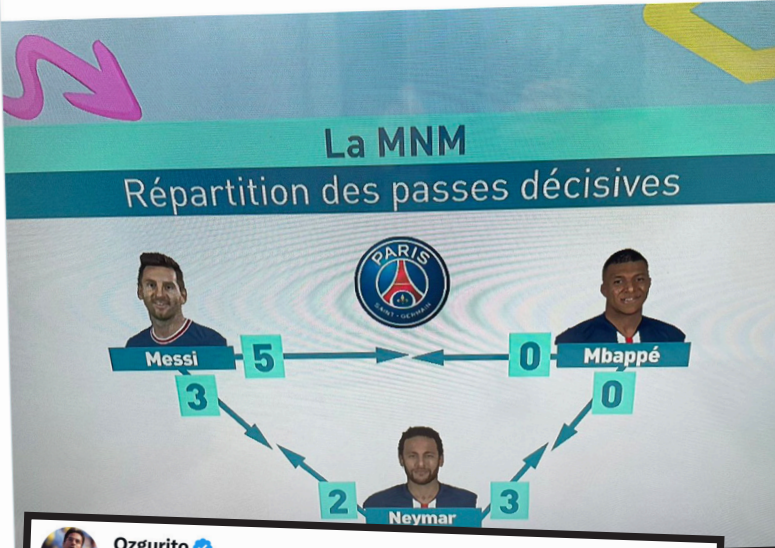 La MNM
Répartition des passes décisives
PARIS
SAINT-GERMAIN
Messi
5
0
Mbappé
3
0
2
3
Neymar
Ozgurito